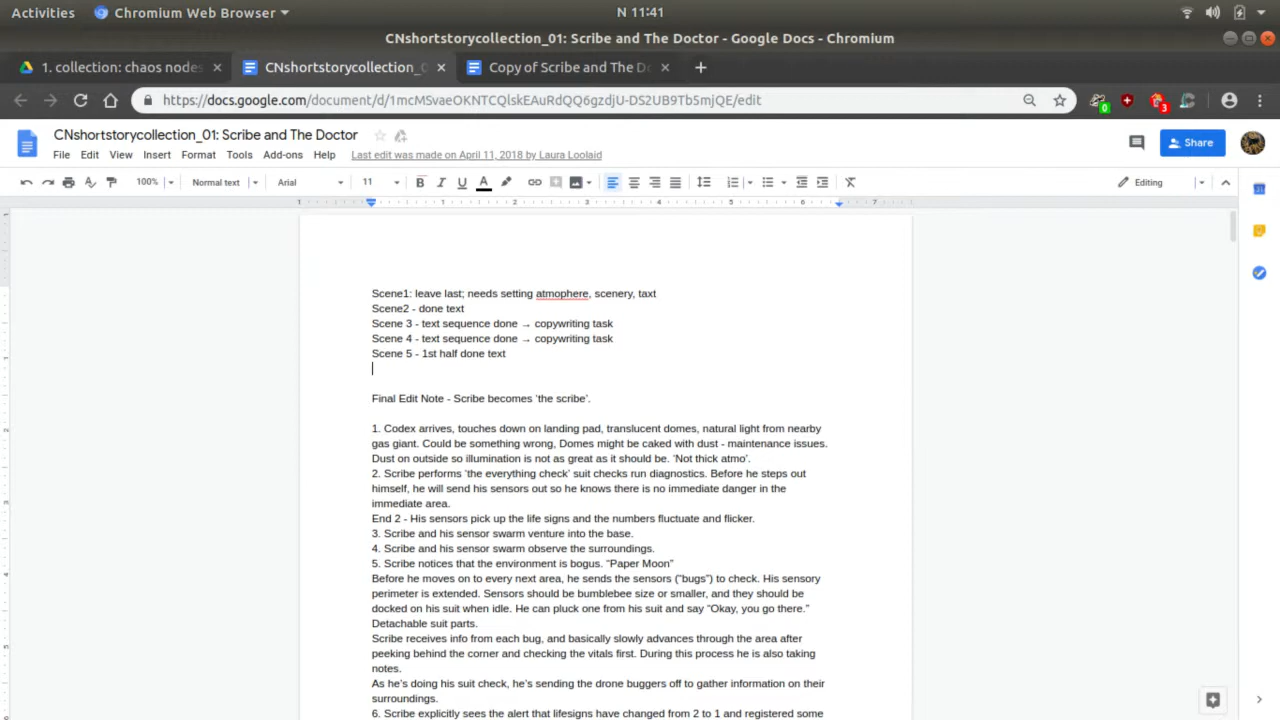 Activities
Chromium Web Browser
N 11:41
CNshortstorycollection_01: Scribe and The Doctor - Google Docs - Chromium
1. collection: chaos nodes
CNshortstorycollection_0
Copy of Scribe and The D
https://docs.google.com/document/d/1mcMSvaeOKNTCQlskEAuRdQQ6gzdjU-DS2UB9Tb5mjQE/edit
0
3
CNshortstorycollection_01: Scribe and The Doctor
File Edit View Insert Format Tools Add-ons Help Last edit was made on April 11, 2018 by Laura Loolaid
Share
100% Normal text Arial 11 B I U A Editing
1 1 2 3 4 5 6 7
Scene1: leave last; needs setting atmophere, scenery, taxt
Scene2 - done text
Scene 3 - text sequence done → copywriting task
Scene 4 - text sequence done → copywriting task
Scene 5 - 1st half done text
Final Edit Note - Scribe becomes 'the scribe'.
1. Codex arrives, touches down on landing pad, translucent domes, natural light from nearby
gas giant. Could be something wrong, Domes might be caked with dust - maintenance issues.
Dust on outside so illumination is not as great as it should be. 'Not thick atmo'.
2. Scribe performs 'the everything check' suit checks run diagnostics. Before he steps out
himself, he will send his sensors out so he knows there is no immediate danger in the
immediate area.
End 2 - His sensors pick up the life signs and the numbers fluctuate and flicker.
3. Scribe and his sensor swarm venture into the base.
4. Scribe and his sensor swarm observe the surroundings.
5. Scribe notices that the environment is bogus. “Paper Moon”
Before he moves on to every next area, he sends the sensors (”bugs”) to check. His sensory
perimeter is extended. Sensors should be bumblebee size or smaller, and they should be
docked on his suit when idle. He can pluck one from his suit and say “Okay, you go there.”
Detachable suit parts.
Scribe receives info from each bug, and basically slowly advances through the area after
peeking behind the corner and checking the vitals first. During this process he is also taking
notes.
As he's doing his suit check, he's sending the drone buggers off to gather information on their
surroundings.
6. Scribe explicitly sees the alert that lifesigns have changed from 2 to 1 and registered some